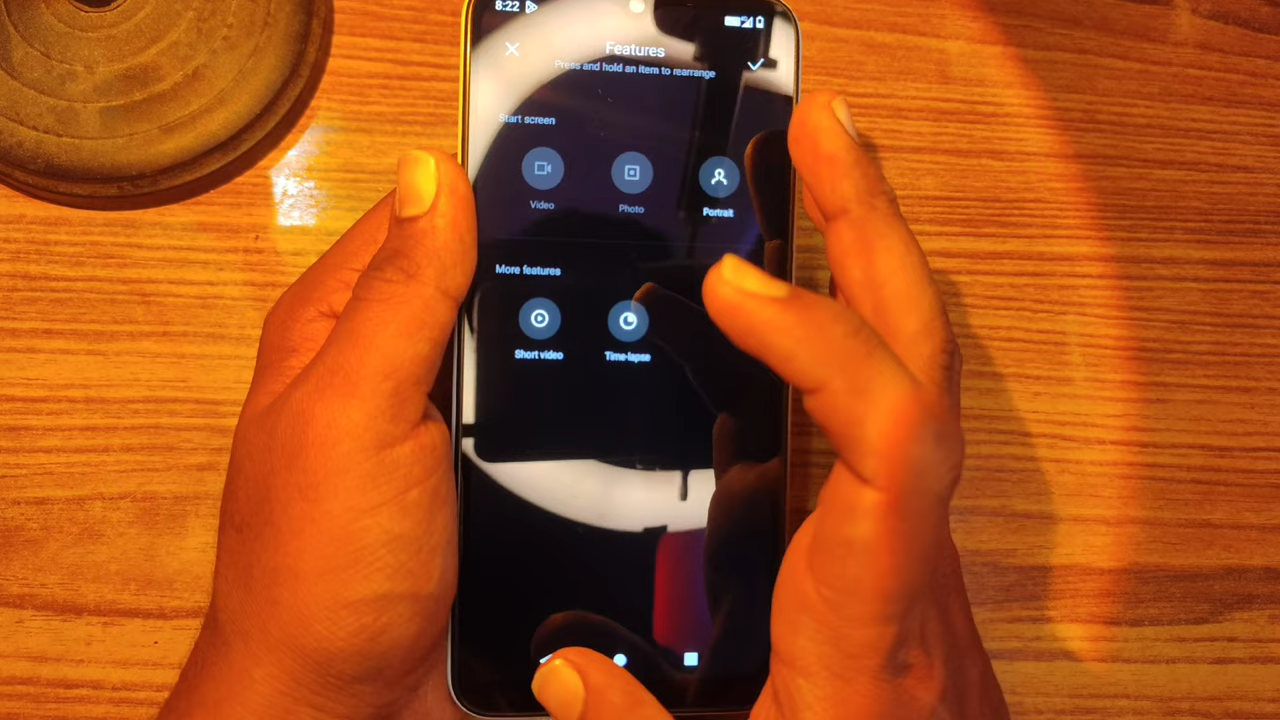 8:22
Features
Press and hold an item to rearrange
Start screen
Video
Photo
Portrait
More features
Short video
Time-lapse